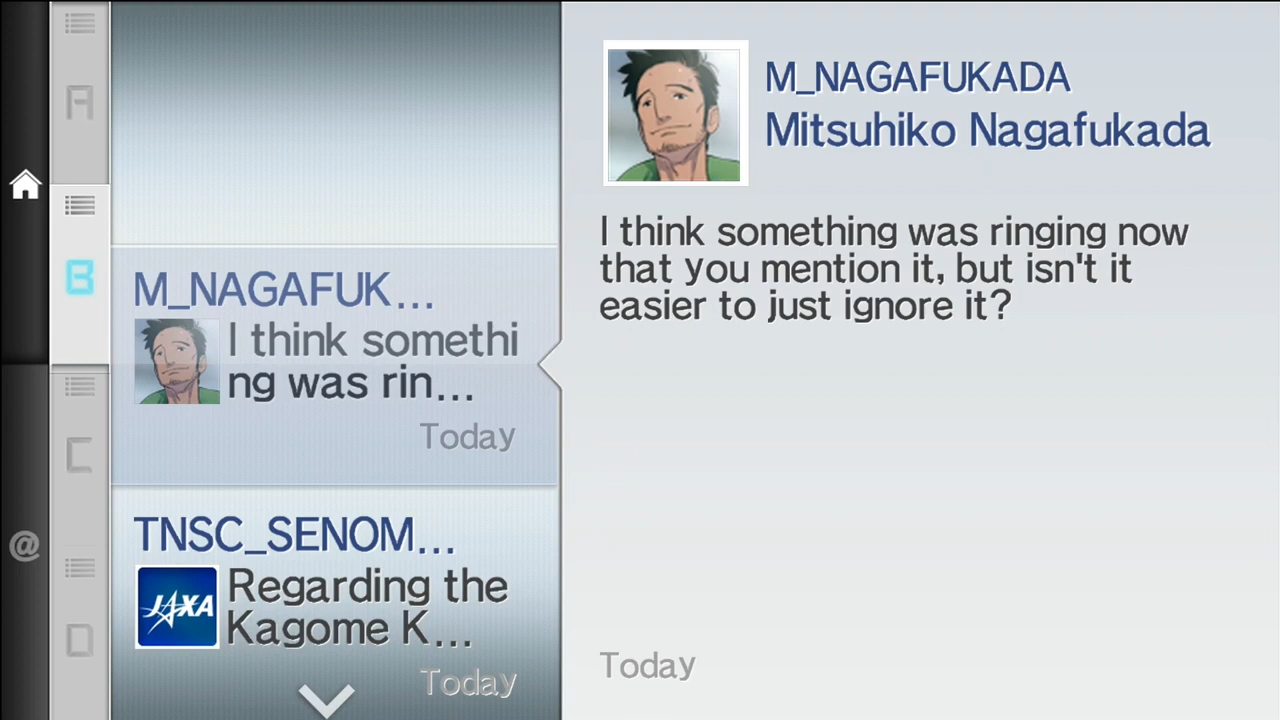 A
B
C
D
@
M_NAGAFUK...
I think somethi
ng was rin...
Today
TNSC_SENOM...
JAXA
Regarding the
Kagome K...
Today
M_NAGAFUKADA
Mitsuhiko Nagafukada
I think something was ringing now
that you mention it, but isn't it
easier to just ignore it?
Today